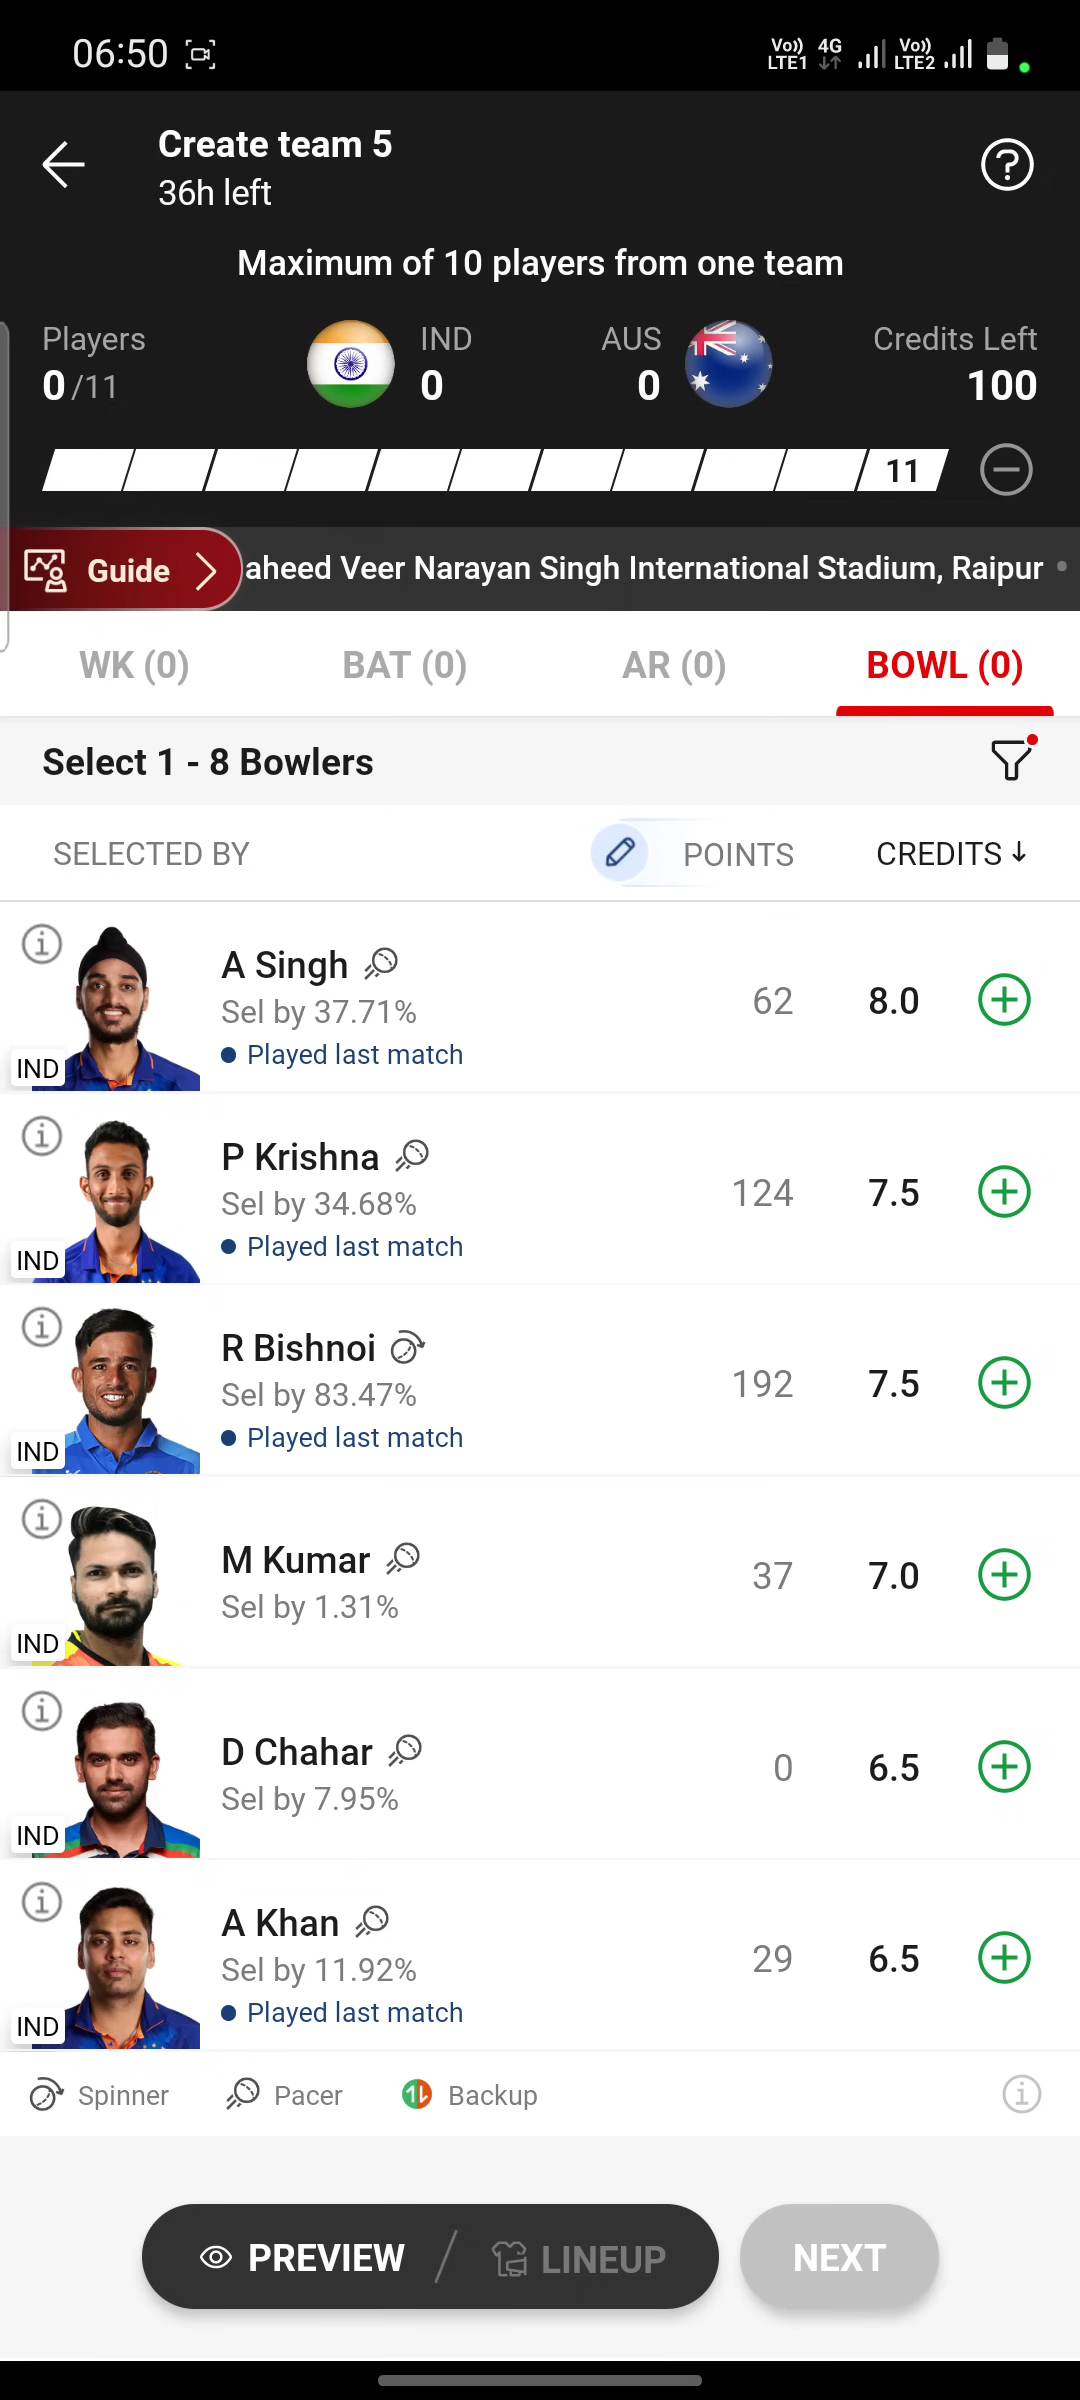 06:50
Vo)) LTE1 4G Vo)) LTE2
Create team 5
36h left
Maximum of 10 players from one team
Players IND AUS Credits Left
0/11 0 0 100
11
Guide aheed Veer Narayan Singh International Stadium, Raipur
WK (0) BAT (0) AR (0) BOWL (0)
Select 1 - 8 Bowlers
SELECTED BY POINTS CREDITS ↓
A Singh
Sel by 37.71%
Played last match
IND
62 8.0
P Krishna
Sel by 34.68%
Played last match
IND
124 7.5
R Bishnoi
Sel by 83.47%
Played last match
IND
192 7.5
M Kumar
Sel by 1.31%
IND
37 7.0
D Chahar
Sel by 7.95%
IND
0 6.5
A Khan
Sel by 11.92%
Played last match
IND
29 6.5
Spinner Pacer Backup
PREVIEW LINEUP NEXT